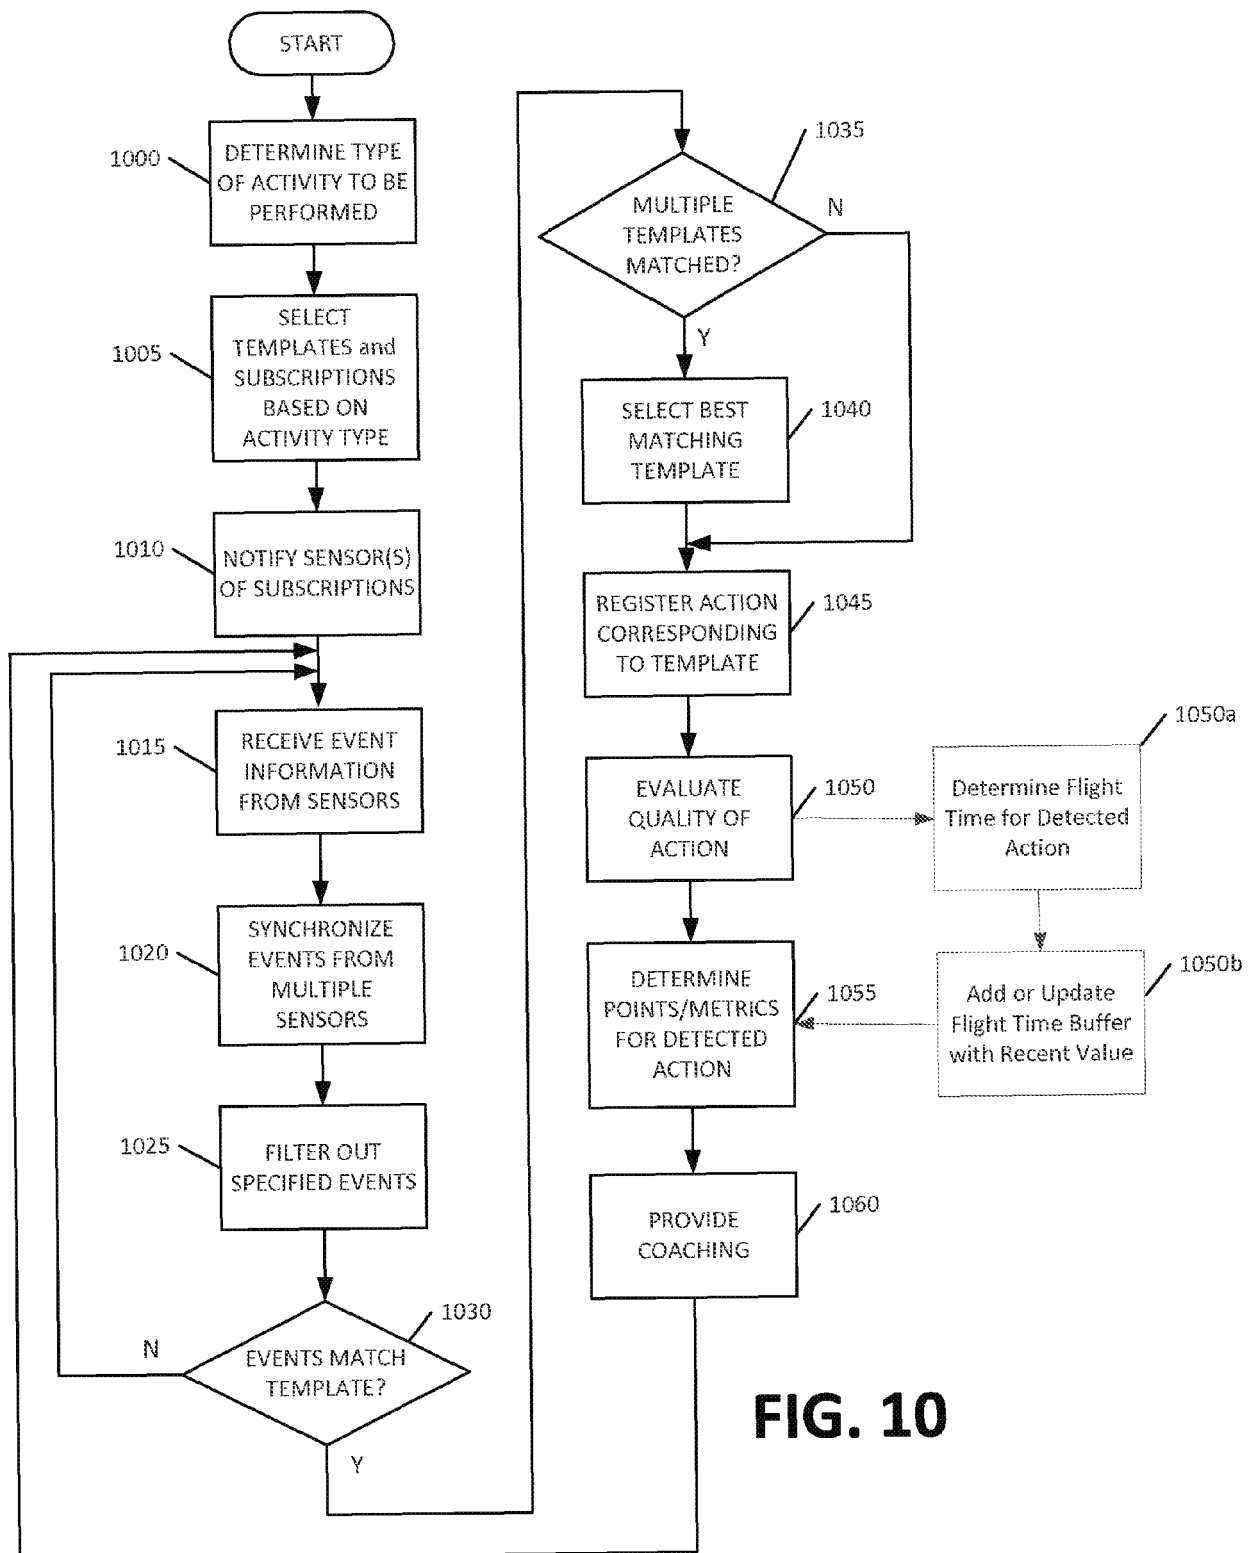 START
1000
DETERMINE TYPE
OF ACTIVITY TO BE
PERFORMED
1005
SELECT
TEMPLATES and
SUBSCRIPTIONS
BASED ON
ACTIVITY TYPE
1010
NOTIFY SENSOR(S)
OF SUBSCRIPTIONS
1015
RECEIVE EVENT
INFORMATION
FROM SENSORS
1020
SYNCHRONIZE
EVENTS FROM
MULTIPLE
SENSORS
1025
FILTER OUT
SPECIFIED EVENTS
1030
EVENTS MATCH
TEMPLATE?
N
Y
1035
MULTIPLE
TEMPLATES
MATCHED?
N
Y
1040
SELECT BEST
MATCHING
TEMPLATE
1045
REGISTER ACTION
CORRESPONDING
TO TEMPLATE
1050
EVALUATE
QUALITY OF
ACTION
1050a
Determine Flight
Time for Detected
Action
1050b
Add or Update
Flight Time Buffer
with Recent Value
1055
DETERMINE
POINTS/METRICS
FOR DETECTED
ACTION
1060
PROVIDE
COACHING
FIG. 10